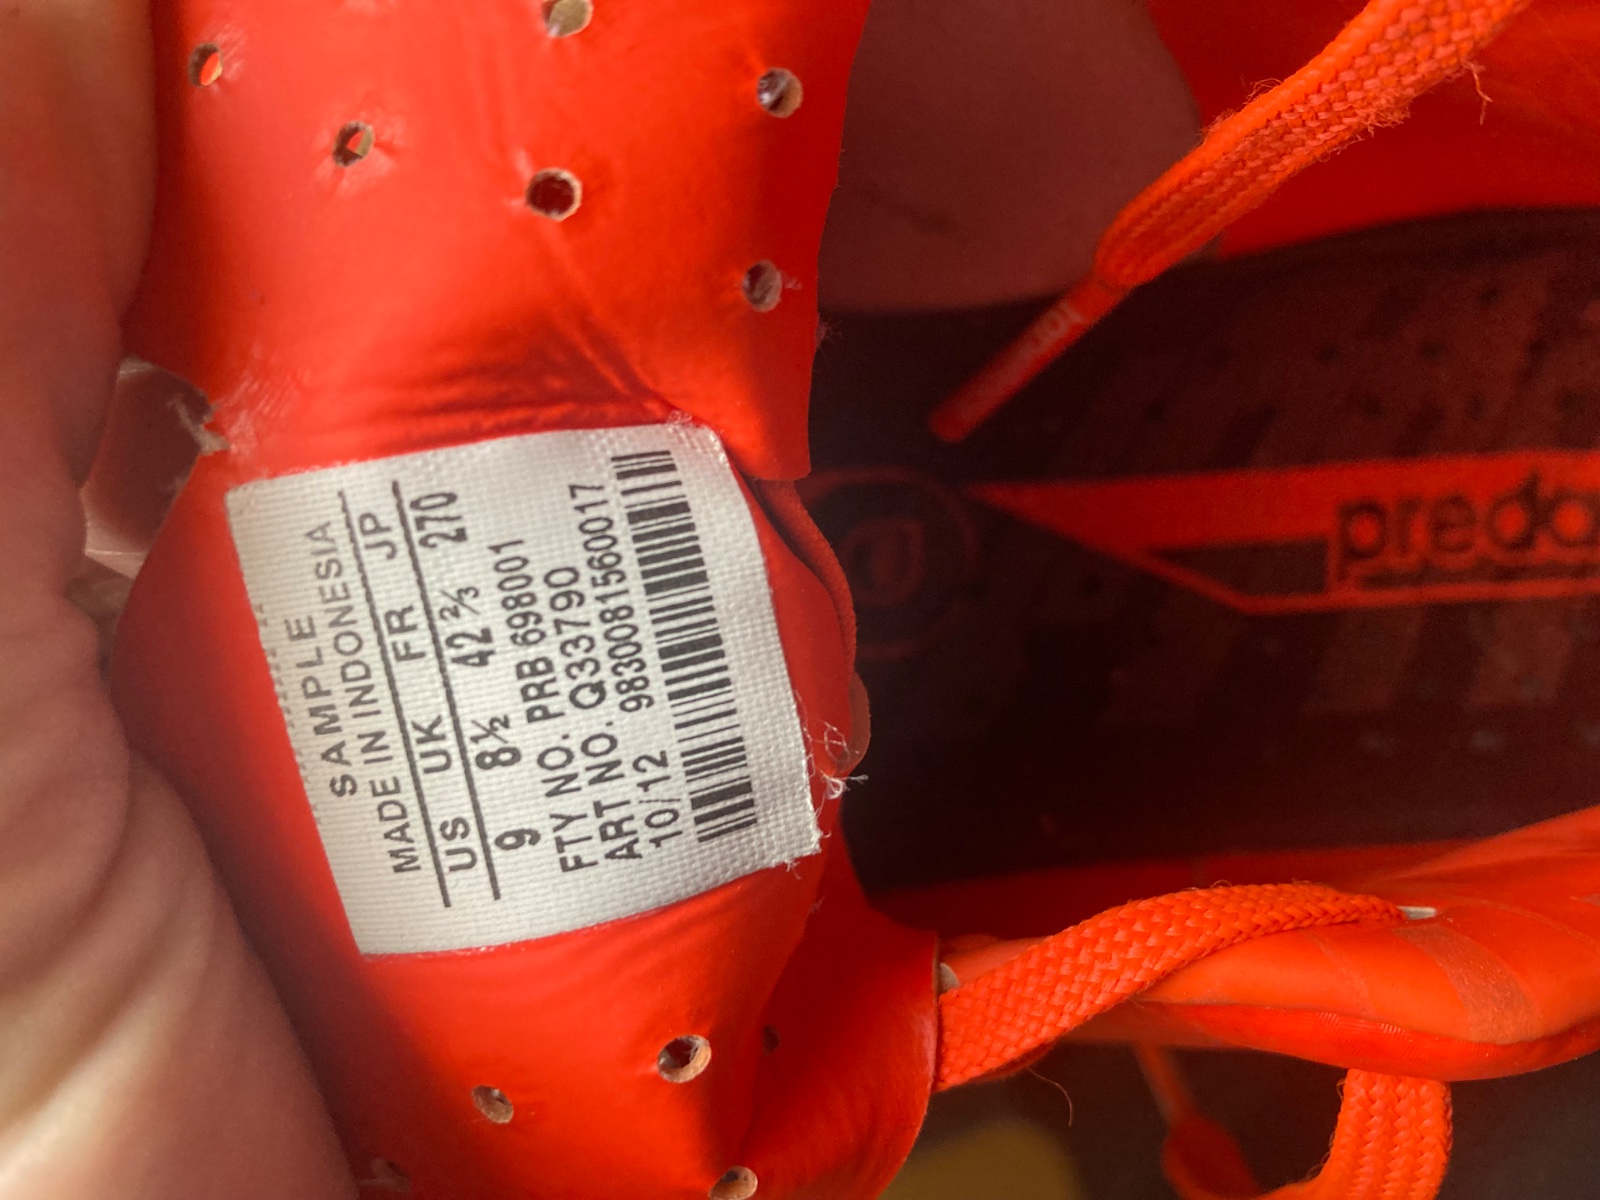 SAMPLE
MADE IN INDONESIA
US UK FR JP
9 8½ 42⅔ 270
FTY NO. PRB 698001
ART NO. Q33790
10/12 9830081560017
preda